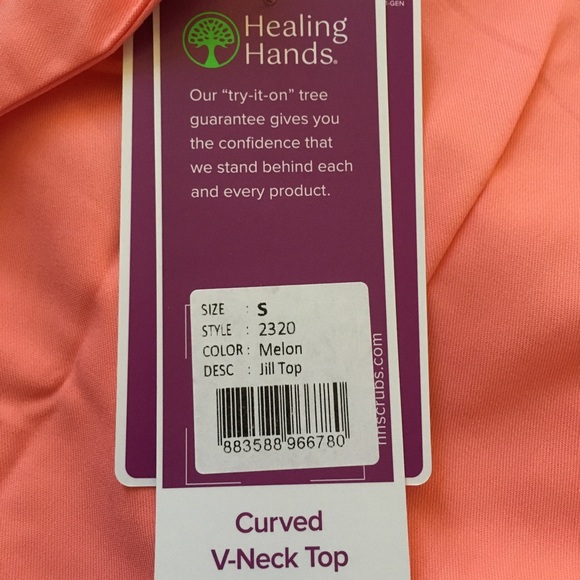 -GEN
Healing
Hands®
Our "try-it-on" tree
guarantee gives you
the confidence that
we stand behind each
and every product.
SIZE : S
STYLE : 2320
COLOR : Melon
DESC : Jill Top
883588 966780
hhscrubs.com
Curved
V-Neck Top